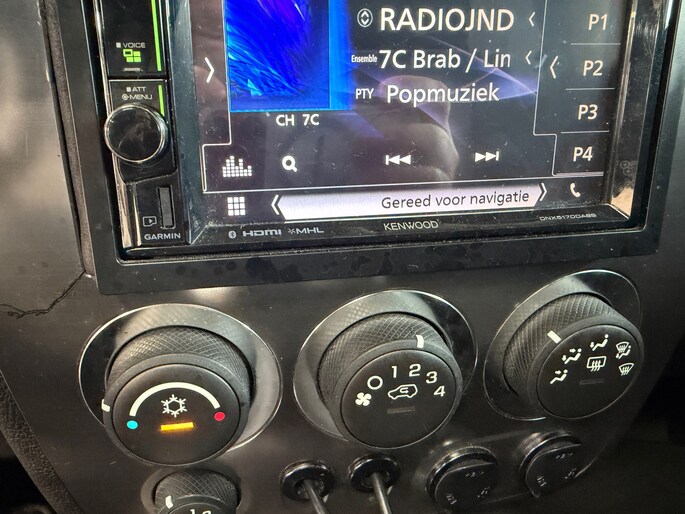 VOICE
RADIOJND
Ensemble 7C Brab / Lin
PTY Popmuziek
CH 7C
P1
P2
P3
P4
ATT
MENU
Gereed voor navigatie
GARMIN
HDMI MHL
KENWOOD
DNX5170DABS
O 1 2 3 4